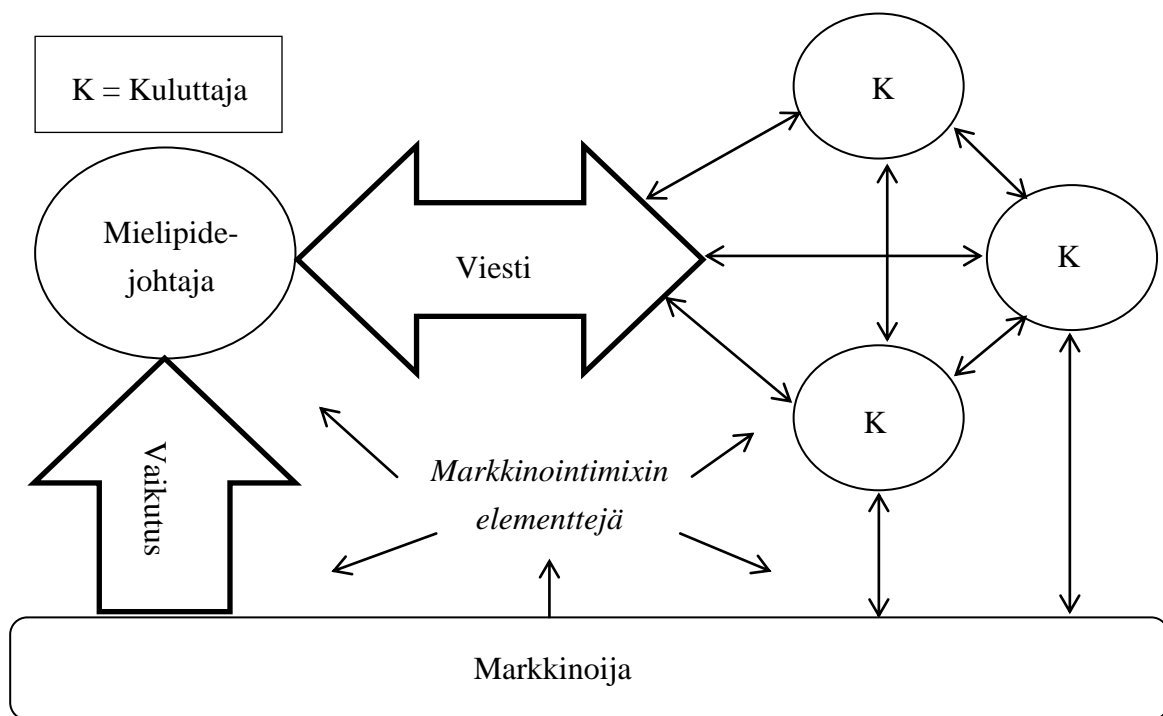 K = Kuluttaja
K
Mielipide-
johtaja
Viesti
K
K
Vaikutus
Markkinointimixin
elementtejä
Markkinoija